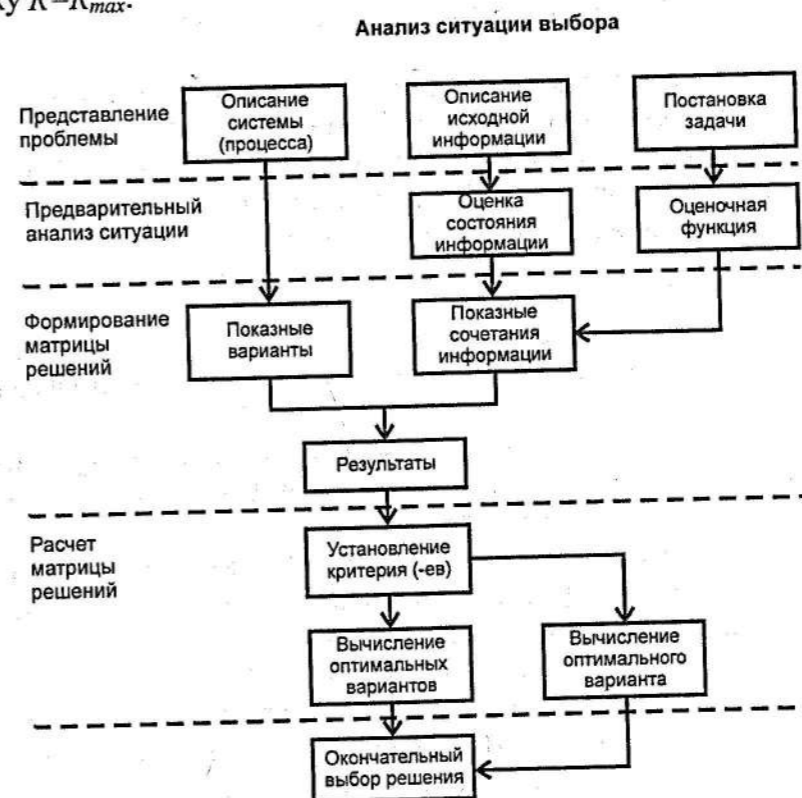 у K=K_max.
Анализ ситуации выбора
Представление
проблемы
Описание
системы
(процесса)
Описание
исходной
информации
Постановка
задачи
Предварительный
анализ ситуации
Оценка
состояния
информации
Оценочная
функция
Формирование
матрицы
решений
Показные
варианты
Показные
сочетания
информации
Результаты
Расчет
матрицы
решений
Установление
критерия (-ев)
Вычисление
оптимальных
вариантов
Вычисление
оптимального
варианта
Окончательный
выбор решения